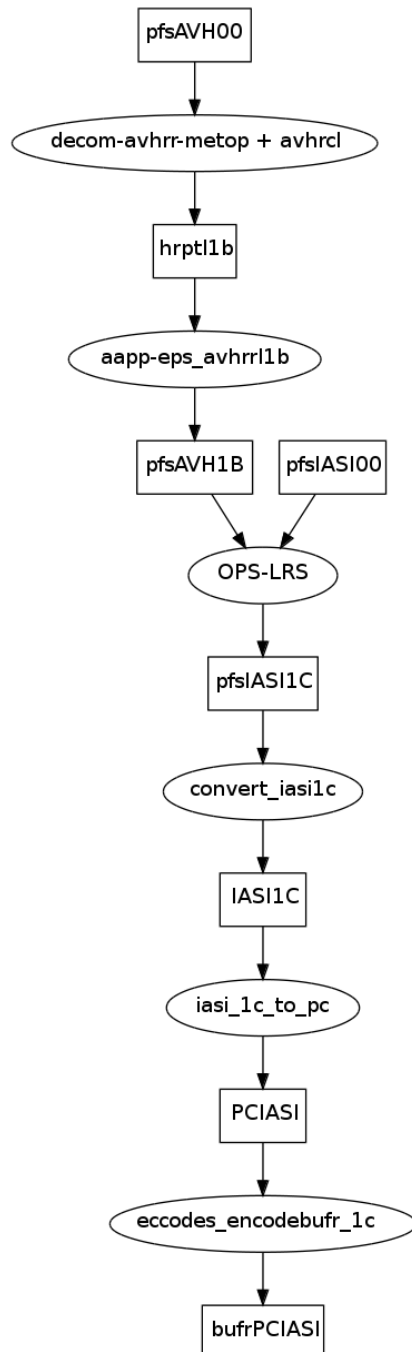 pfsAVH00
decom-avhrr-metop + avhrcl
hrptl1b
aapp-eps_avhrrl1b
pfsAVH1B
pfsIASI00
OPS-LRS
pfsIASI1C
convert_iasi1c
IASI1C
iasi_1c_to_pc
PCIASI
eccodes_encodebufr_1c
bufrPCIASI